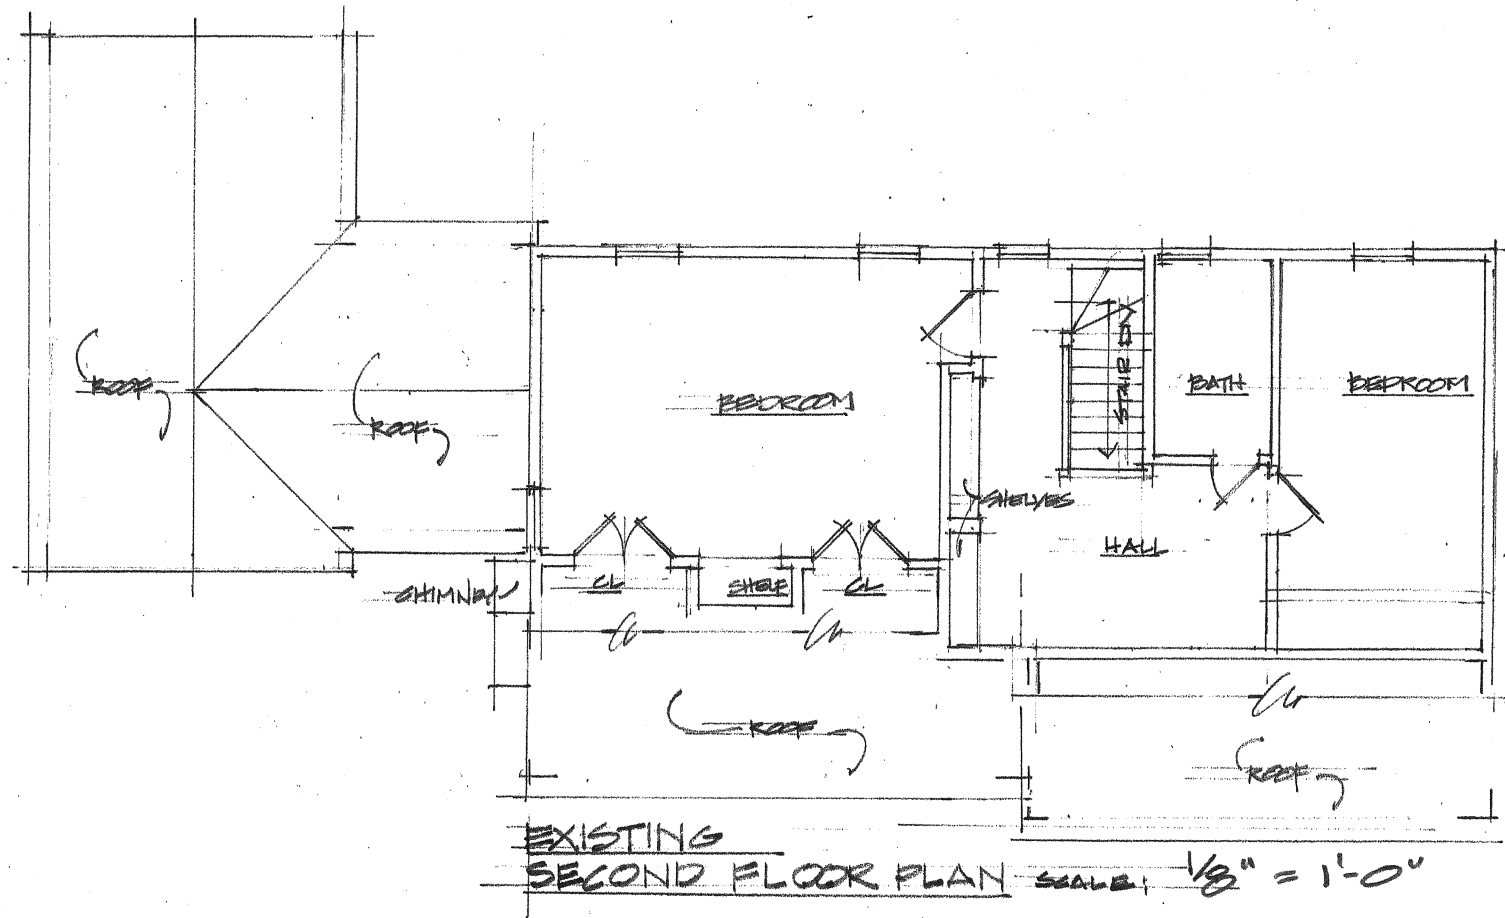 ROOF
ROOF
BEDROOM
STAIR DN
BATH
BEDROOM
SHELVES
HALL
CHIMNEY
CL
SHELF
CL
ROOF
ROOF
EXISTING
SECOND FLOOR PLAN SCALE: 1/8" = 1'-0"